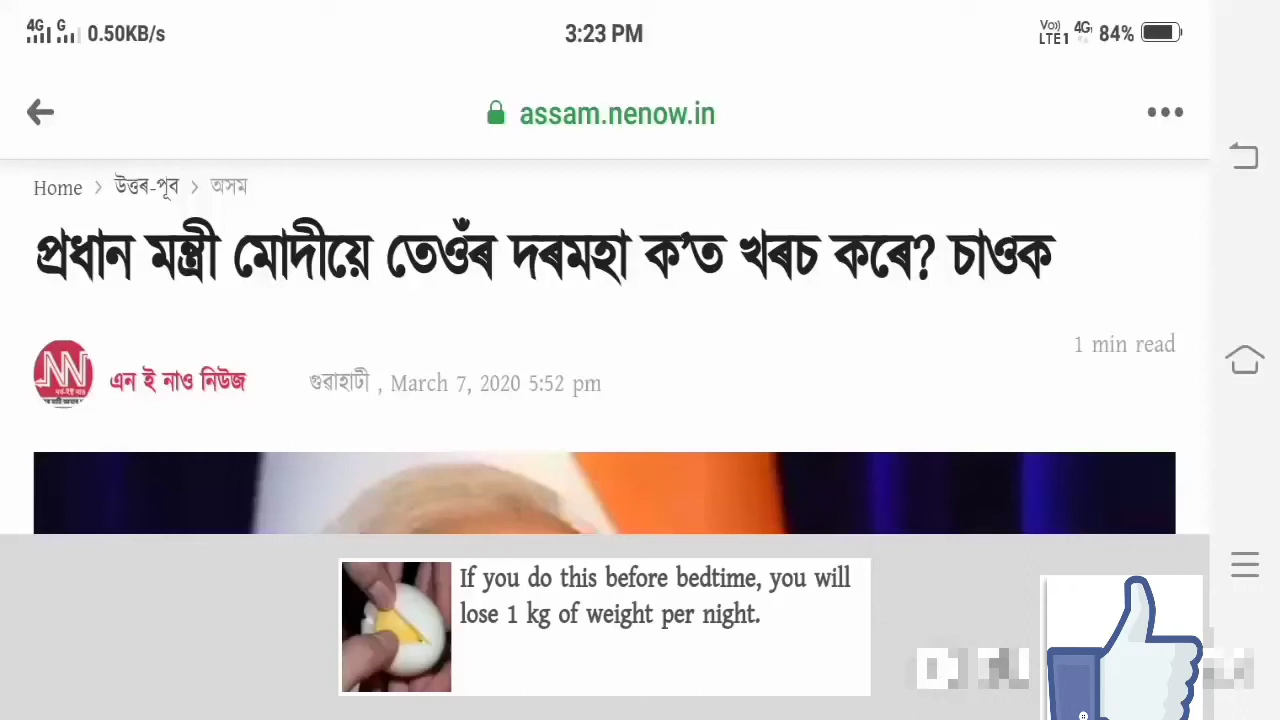 4G G 0.50KB/s 3:23 PM Vo) LTE1 4G 84%
assam.nenow.in
Home > উত্তৰ-পূব > অসম
প্ৰধান মন্ত্ৰী মোদীয়ে তেওঁৰ দৰমহা ক'ত খৰচ কৰে? চাওক
1 min read
NN
এন ই নাও নিউজ গুৱাহাটী , March 7, 2020 5:52 pm
If you do this before bedtime, you will
lose 1 kg of weight per night.